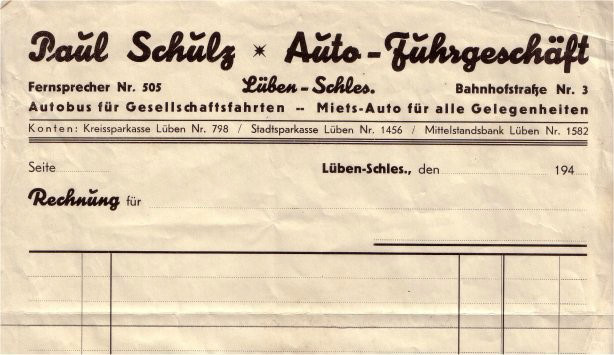 Paul Schulz * Auto-Fuhrgeschäft
Fernsprecher Nr. 505 Lüben-Schles. Bahnhofstraße Nr. 3
Autobus für Gesellschaftsfahrten -- Miets-Auto für alle Gelegenheiten
Konten: Kreissparkasse Lüben Nr. 798 / Stadtsparkasse Lüben Nr. 1456 / Mittelstandsbank Lüben Nr. 1582
Seite Lüben-Schles., den 194
Rechnung für